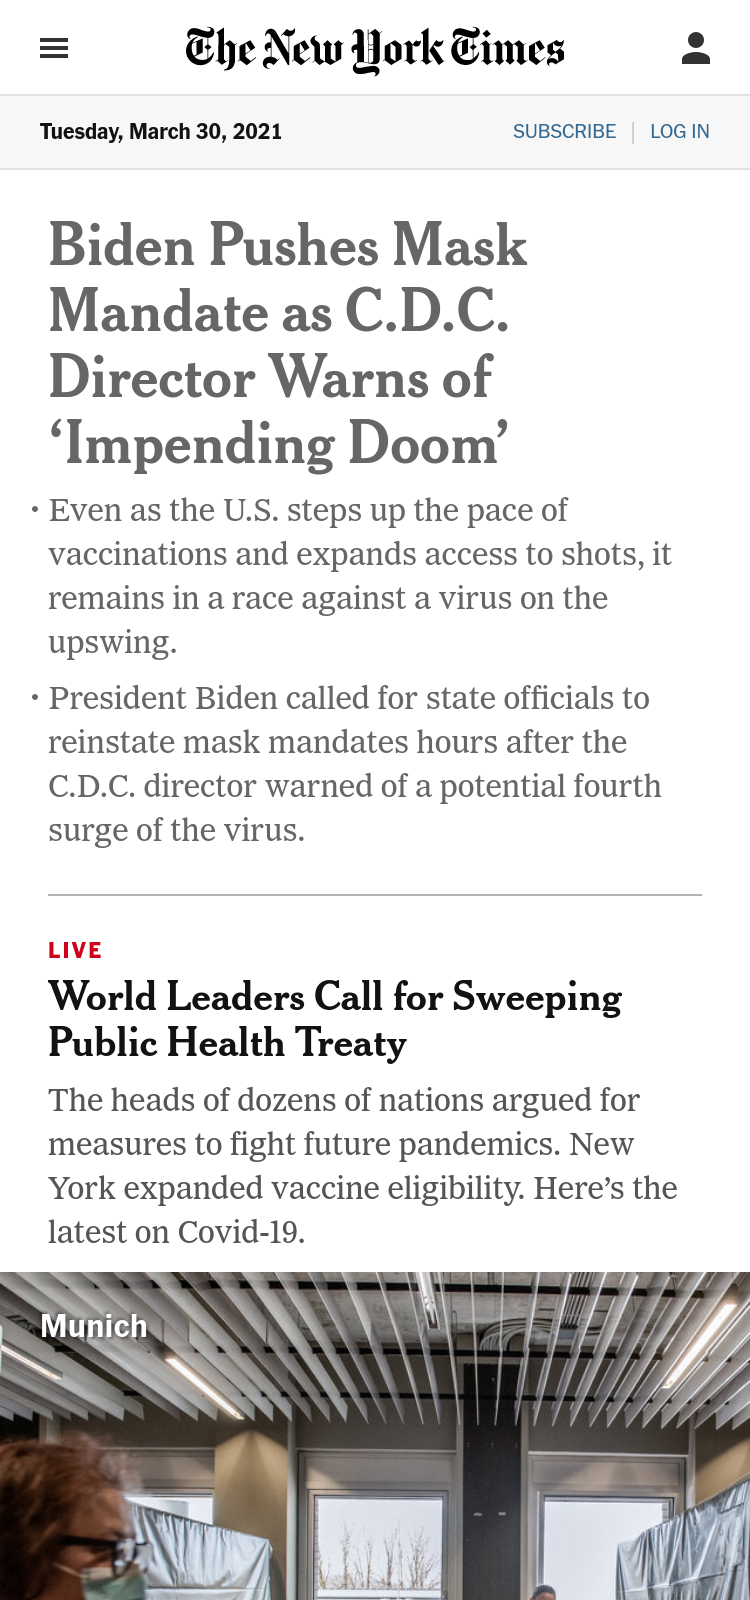 The New York Times
Tuesday, March 30, 2021
SUBSCRIBE | LOG IN
Biden Pushes Mask
Mandate as C.D.C.
Director Warns of
‘Impending Doom’
• Even as the U.S. steps up the pace of
vaccinations and expands access to shots, it
remains in a race against a virus on the
upswing.
• President Biden called for state officials to
reinstate mask mandates hours after the
C.D.C. director warned of a potential fourth
surge of the virus.
LIVE
World Leaders Call for Sweeping
Public Health Treaty
The heads of dozens of nations argued for
measures to fight future pandemics. New
York expanded vaccine eligibility. Here’s the
latest on Covid-19.
Munich